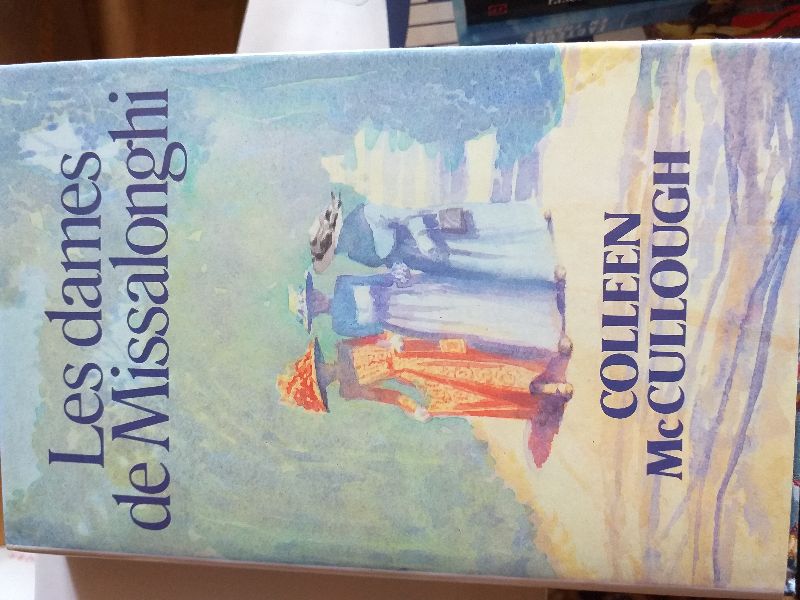 Les dames
de Missalonghi
COLLEEN
McCULLOUGH